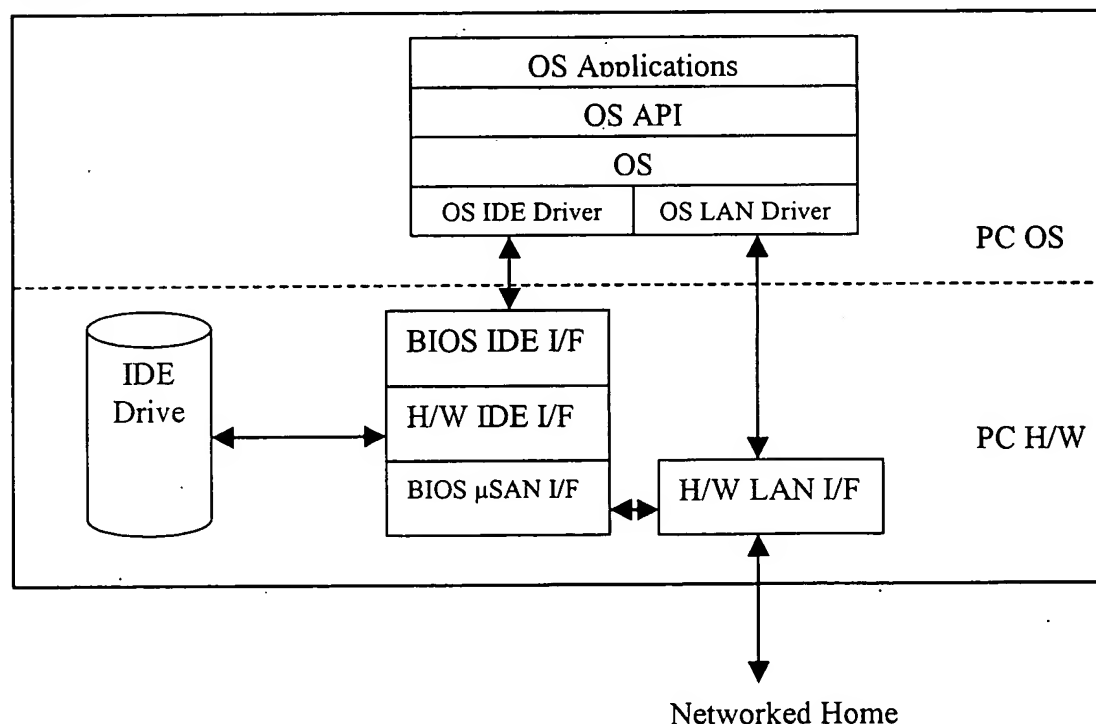 OS Applications
OS API
OS
OS IDE Driver
OS LAN Driver
PC OS
IDE
Drive
BIOS IDE I/F
H/W IDE I/F
BIOS µSAN I/F
H/W LAN I/F
PC H/W
Networked Home